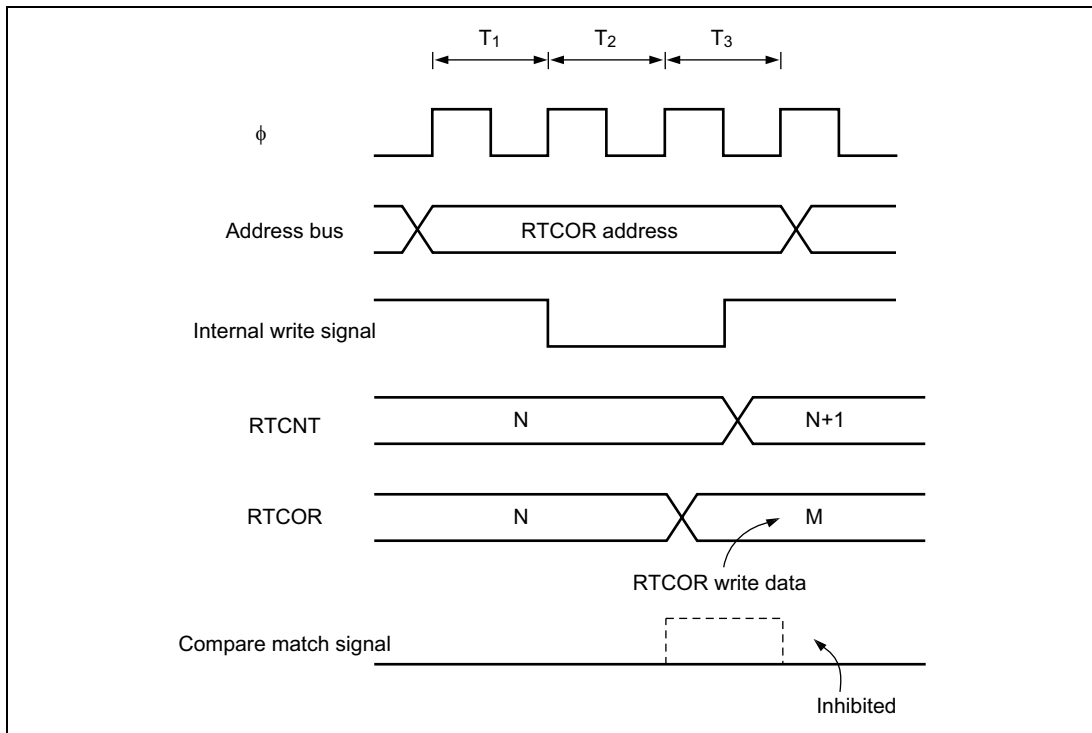 T1 T2 T3
ϕ
Address bus RTCOR address
Internal write signal
RTCNT N N+1
RTCOR N M
RTCOR write data
Compare match signal
Inhibited